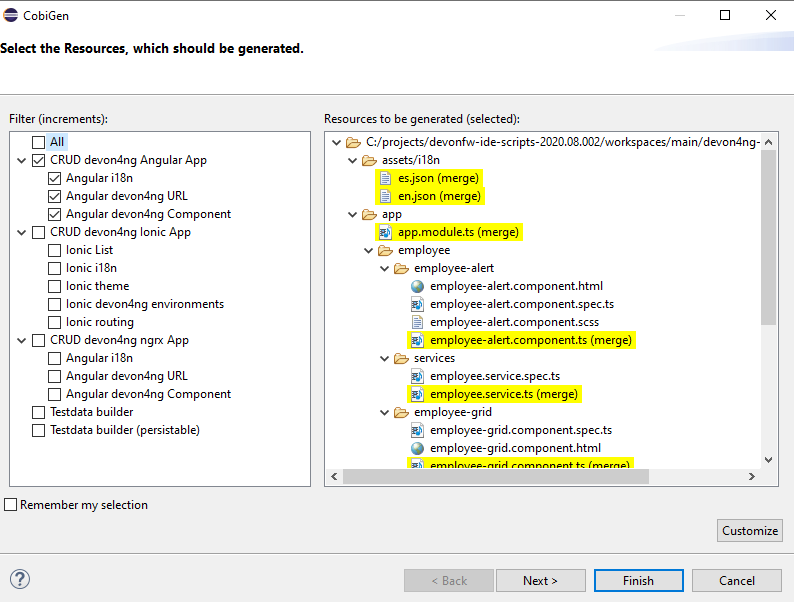 CobiGen
Select the Resources, which should be generated.
Filter (increments):
All
CRUD devon4ng Angular App
Angular i18n
Angular devon4ng URL
Angular devon4ng Component
CRUD devon4ng Ionic App
Ionic List
Ionic i18n
Ionic theme
Ionic devon4ng environments
Ionic routing
CRUD devon4ng ngrx App
Angular i18n
Angular devon4ng URL
Angular devon4ng Component
Testdata builder
Testdata builder (persistable)
Resources to be generated (selected):
C:/projects/devonfw-ide-scripts-2020.08.002/workspaces/main/devon4ng-
assets/i18n
es.json (merge)
en.json (merge)
app
app.module.ts (merge)
employee
employee-alert
employee-alert.component.html
employee-alert.component.spec.ts
employee-alert.component.scss
employee-alert.component.ts (merge)
services
employee.service.spec.ts
employee.service.ts (merge)
employee-grid
employee-grid.component.spec.ts
employee-grid.component.html
employee-grid.component.ts (merge)
Remember my selection
Customize
?
< Back
Next >
Finish
Cancel